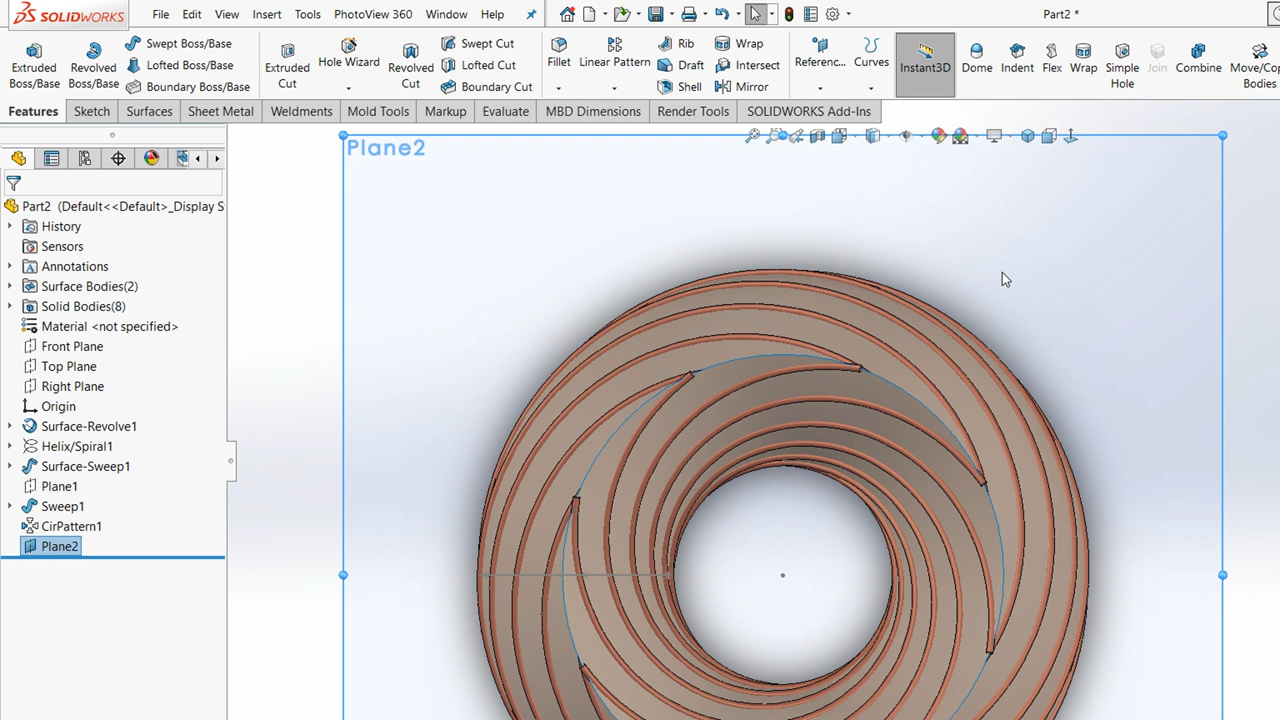 SOLIDWORKS File Edit View Insert Tools PhotoView 360 Window Help Part2 *
Extruded Boss/Base Revolved Boss/Base Swept Boss/Base Lofted Boss/Base Boundary Boss/Base Extruded Cut Hole Wizard Revolved Cut Swept Cut Lofted Cut Boundary Cut Fillet Linear Pattern Rib Draft Shell Wrap Intersect Mirror Referenc... Curves Instant3D Dome Indent Flex Wrap Simple Hole Join Combine Move/Cop Bodies
Features Sketch Surfaces Sheet Metal Weldments Mold Tools Markup Evaluate MBD Dimensions Render Tools SOLIDWORKS Add-Ins
Plane2
Part2 (Default<<Default>_Display S
History
Sensors
Annotations
Surface Bodies(2)
Solid Bodies(8)
Material <not specified>
Front Plane
Top Plane
Right Plane
Origin
Surface-Revolve1
Helix/Spiral1
Surface-Sweep1
Plane1
Sweep1
CirPattern1
Plane2